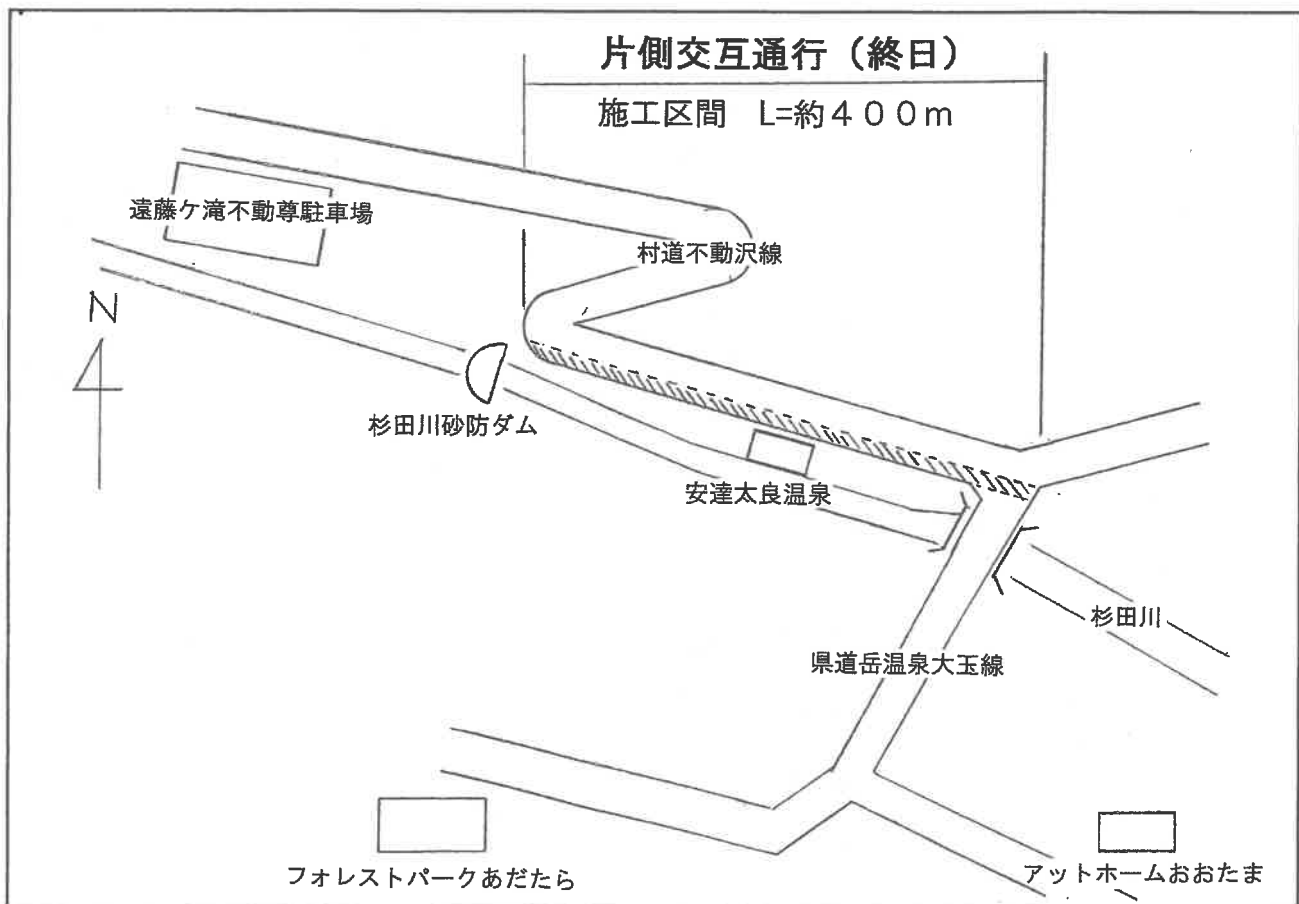 片側交互通行（終日）
施工区間　L=約４００ｍ
遠藤ケ滝不動尊駐車場
村道不動沢線
N
杉田川砂防ダム
安達太良温泉
杉田川
県道岳温泉大玉線
フォレストパークあだたら
アットホームおおたま